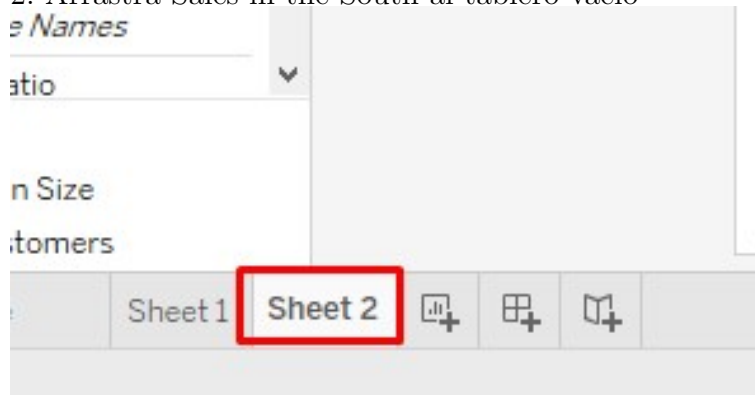 2. Arrastra Sales in the South al tablero vacío
e Names
atio
n Size
stomers
Sheet 1
Sheet 2